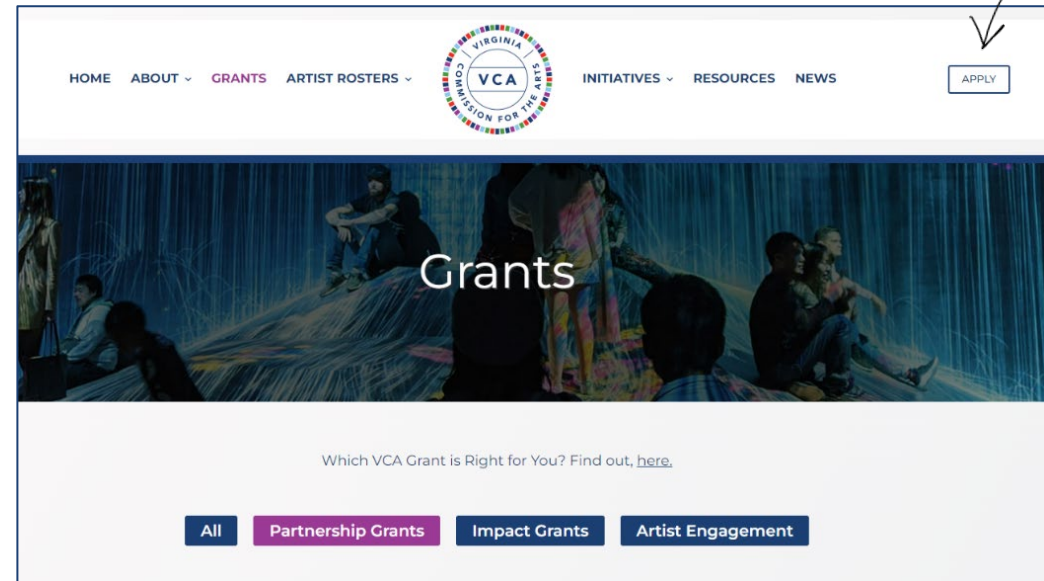 HOME ABOUT GRANTS ARTIST ROSTERS
VIRGINIA
COMMISSION FOR THE ARTS
VCA
INITIATIVES RESOURCES NEWS
APPLY
Grants
Which VCA Grant is Right for You? Find out, here.
All Partnership Grants Impact Grants Artist Engagement